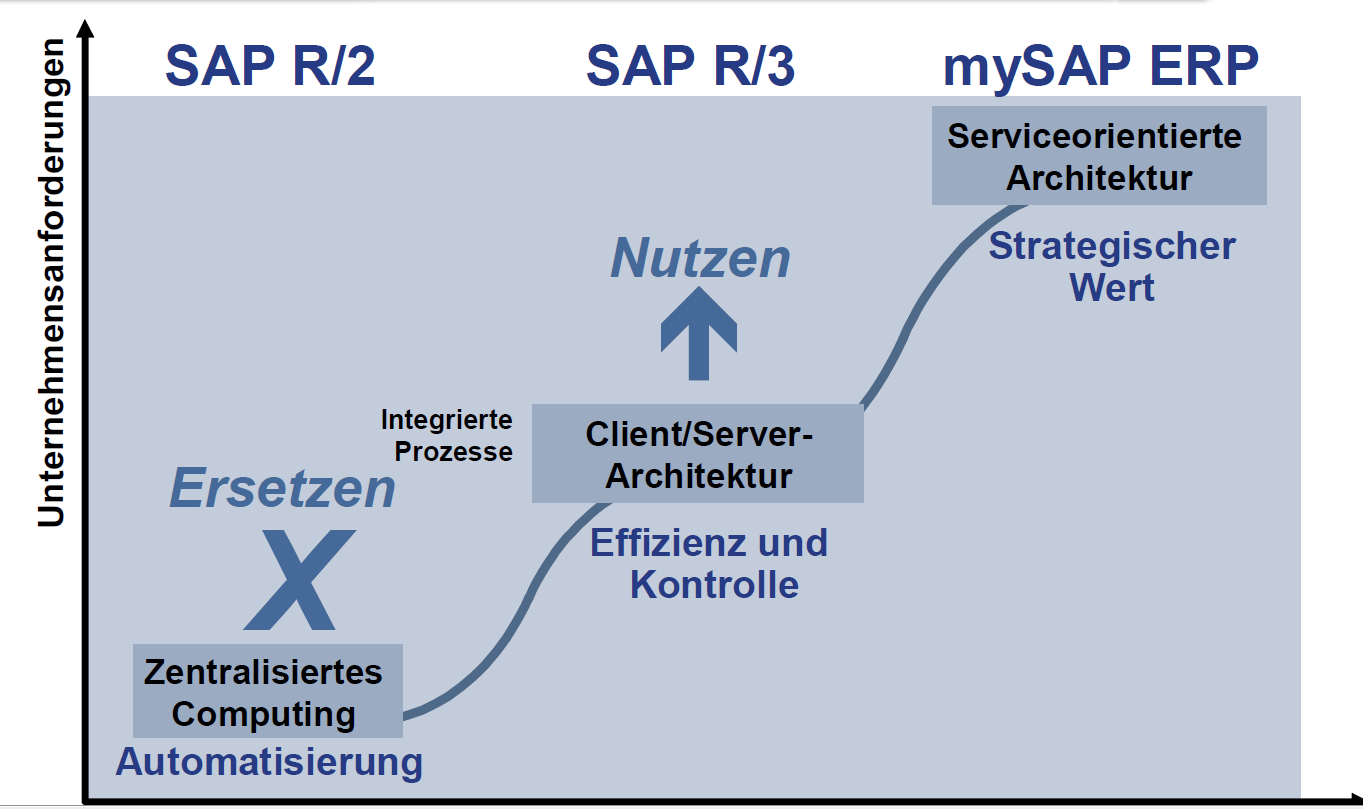 Unternehmensanforderungen
SAP R/2
SAP R/3
mySAP ERP
Serviceorientierte
Architektur
Strategischer
Wert
Nutzen
Integrierte
Prozesse
Client/Server-
Architektur
Effizienz und
Kontrolle
Ersetzen
X
Zentralisiertes
Computing
Automatisierung